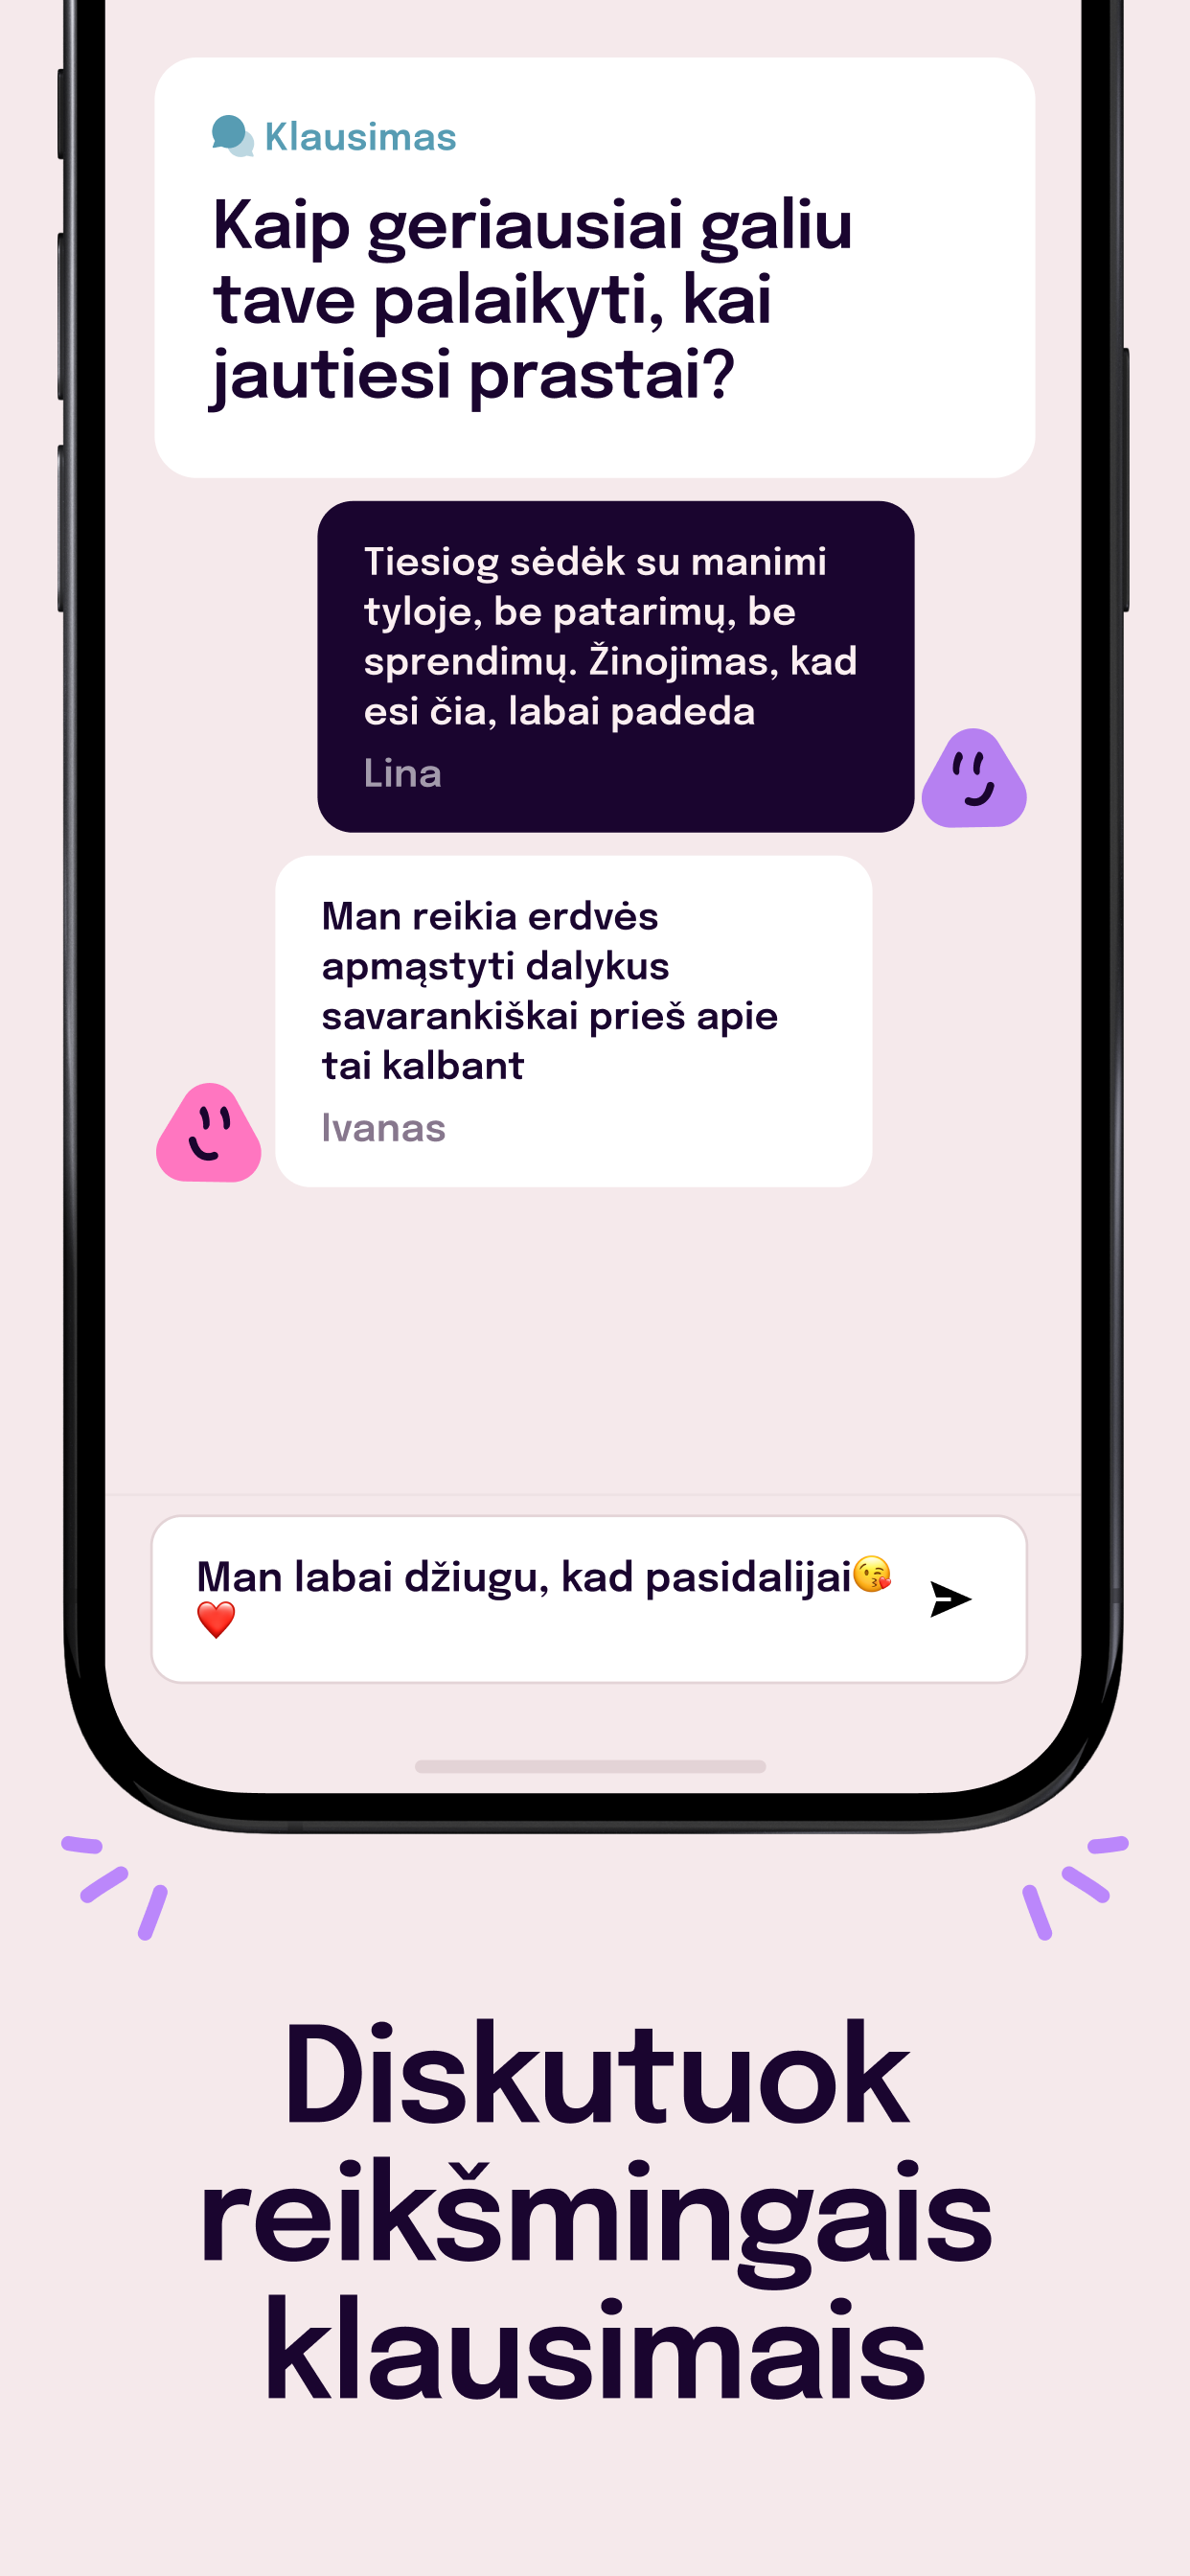 Klausimas
Kaip geriausiai galiu
tave palaikyti, kai
jautiesi prastai?
Tiesiog sėdėk su manimi
tyloje, be patarimų, be
sprendimų. Žinojimas, kad
esi čia, labai padeda
Lina
Man reikia erdvės
apmąstyti dalykus
savarankiškai prieš apie
tai kalbant
Ivanas
Man labai džiugu, kad pasidalijai😘
❤️
Diskutuok
reikšmingais
klausimais